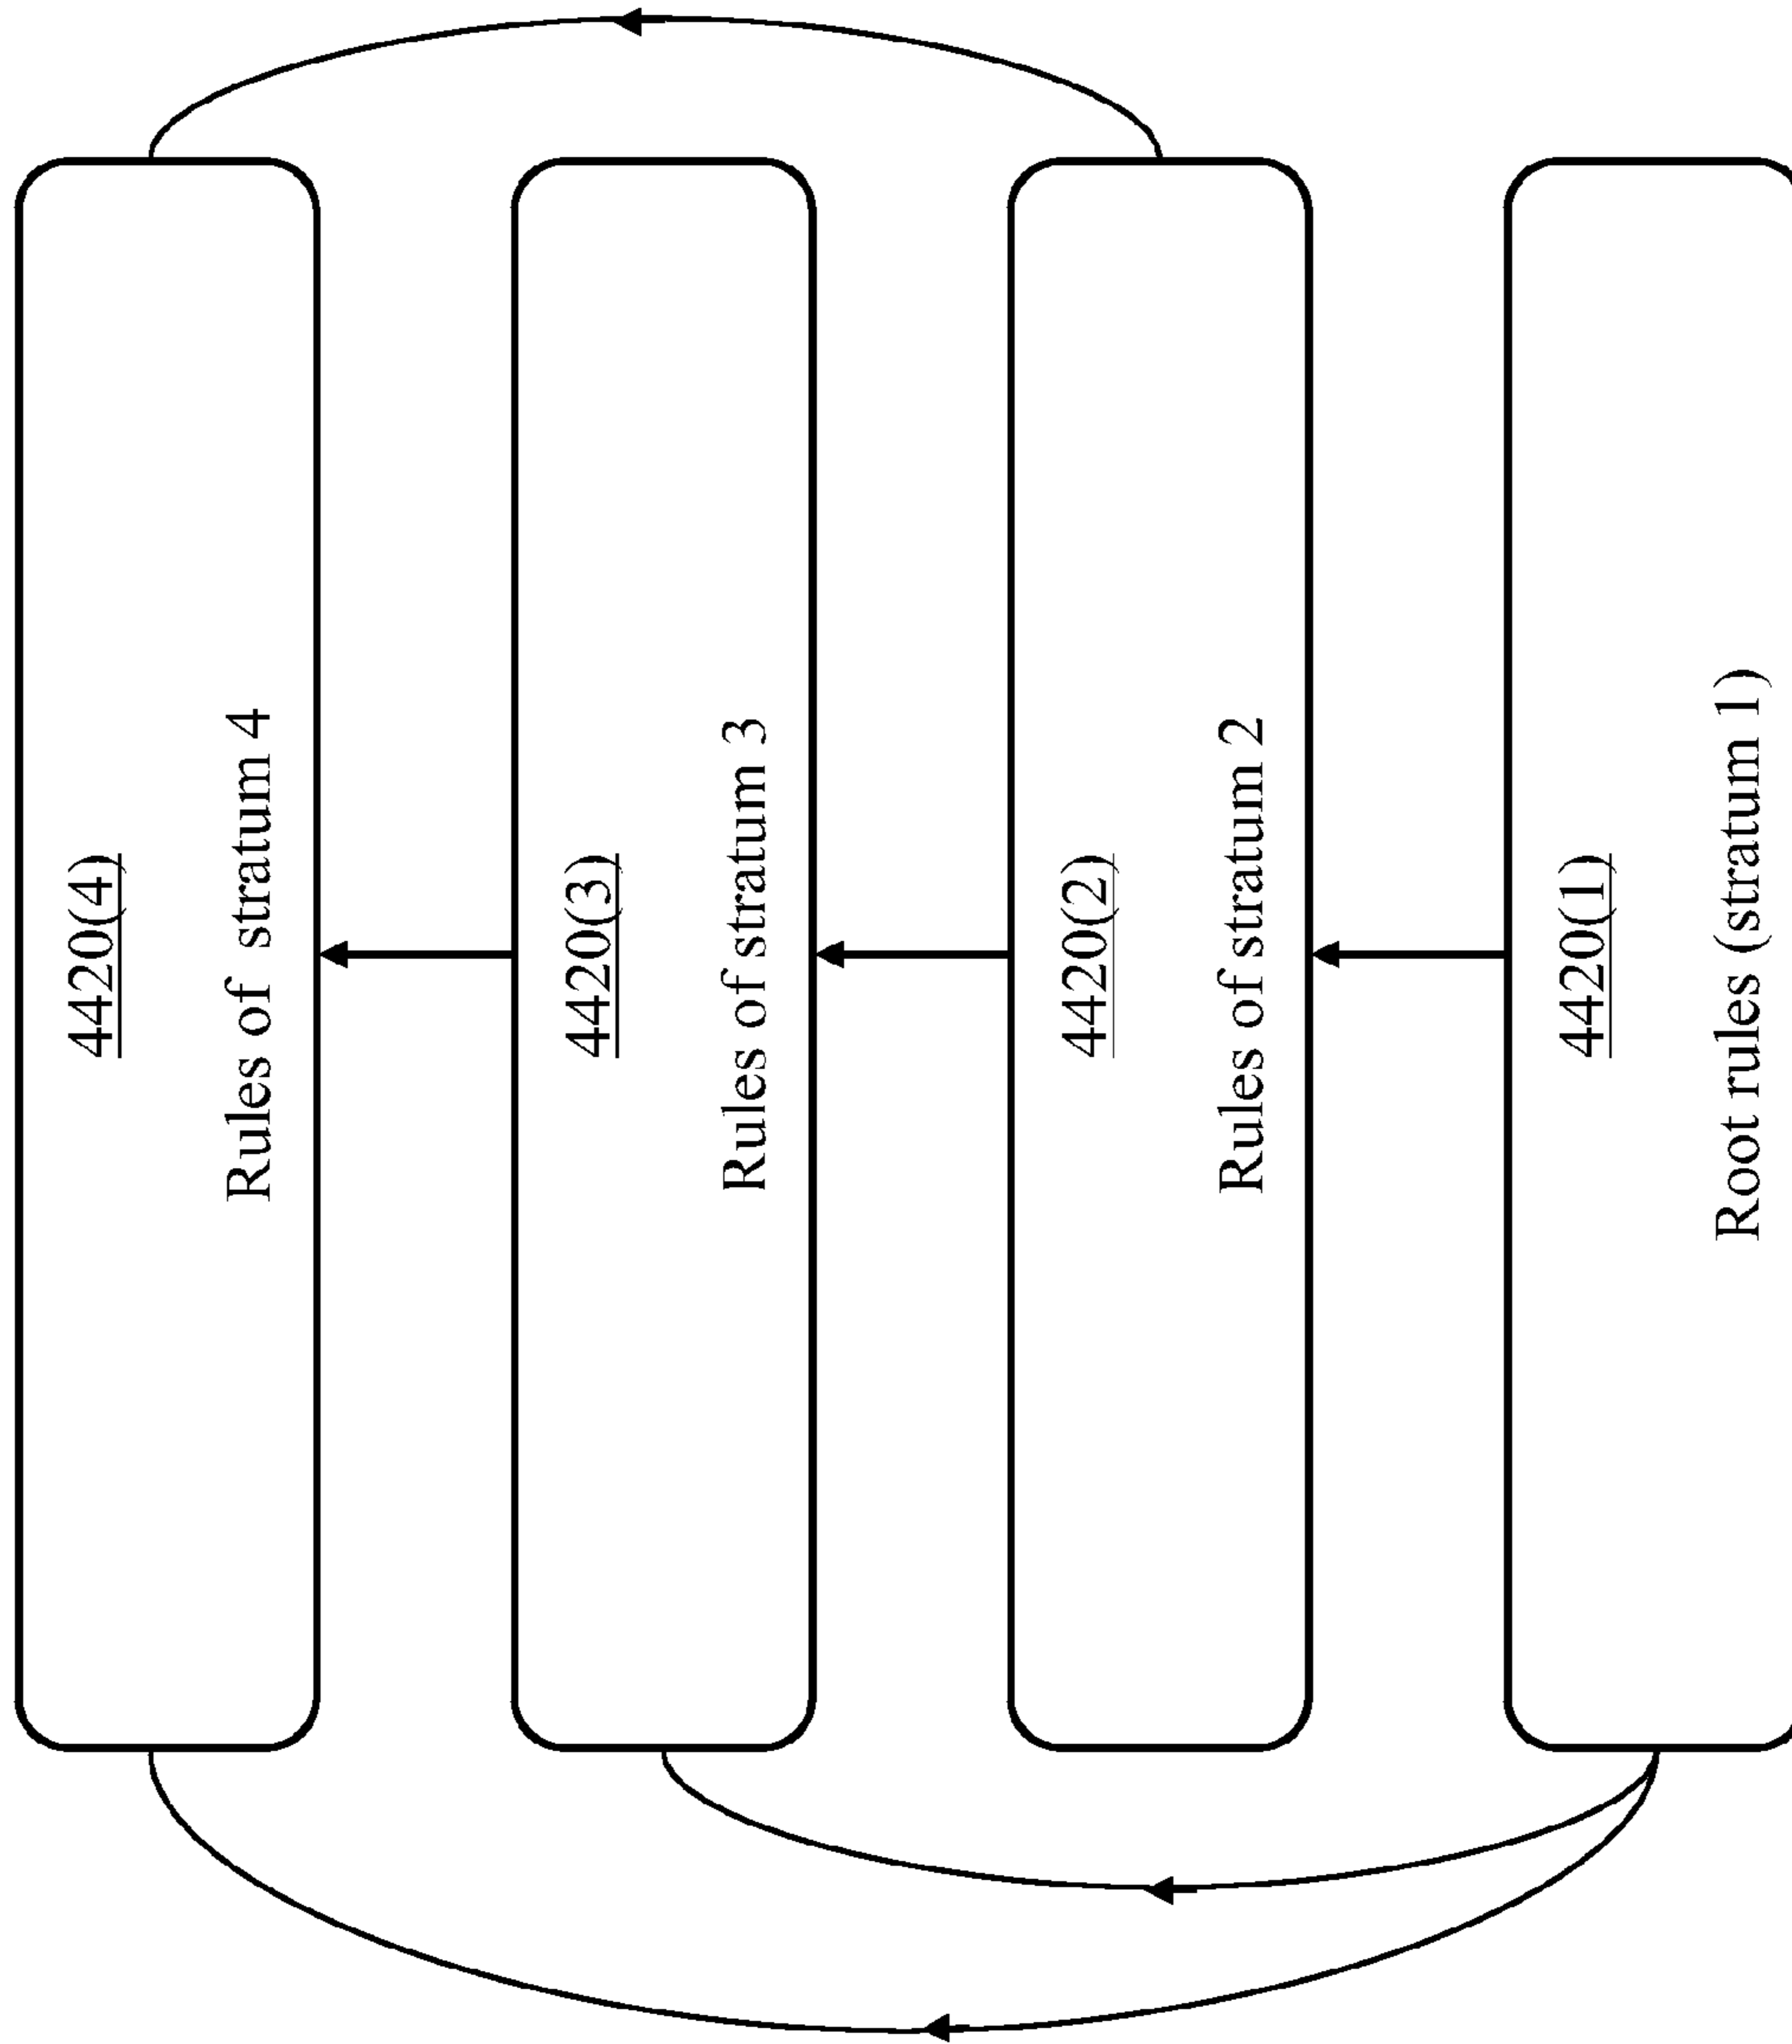 4420(4)
Rules of stratum 4
4420(3)
Rules of stratum 3
4420(2)
Rules of stratum 2
4420(1)
Root rules (stratum 1)